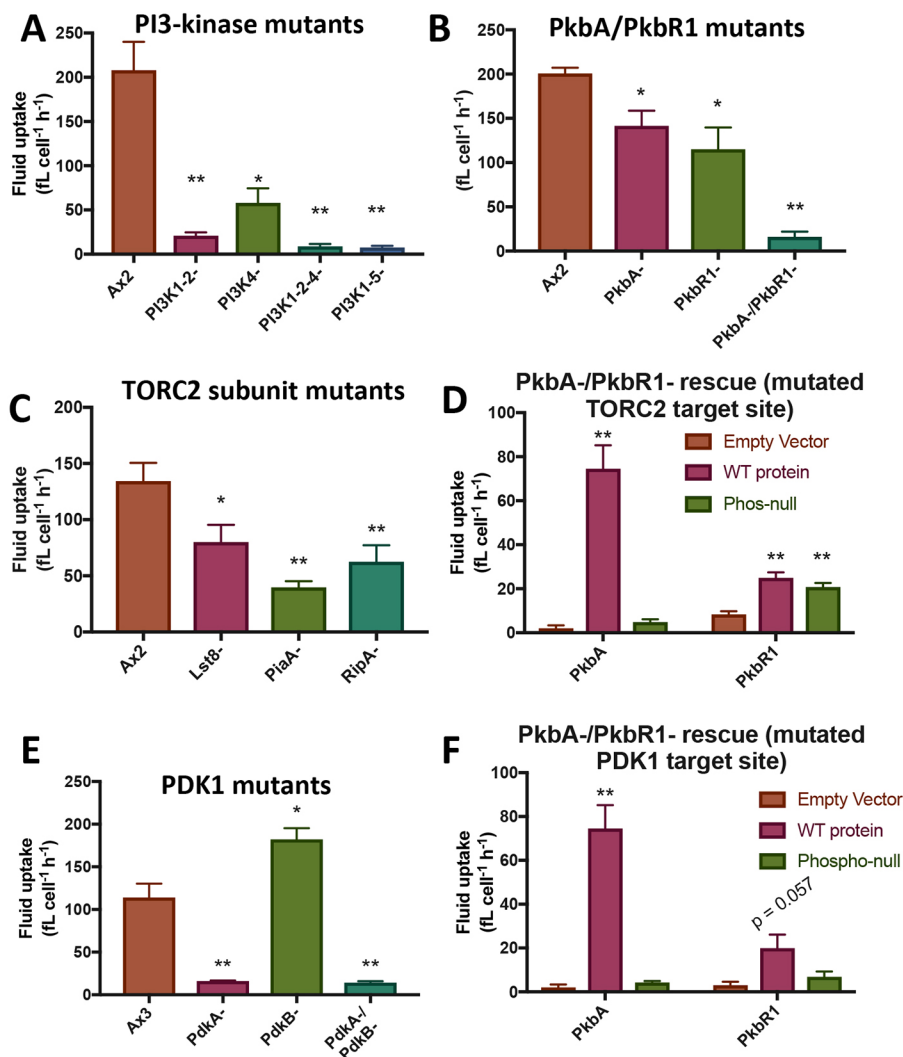 A
PI3-kinase mutants
Fluid uptake
(fL cell-1 h-1)
250
200
150
100
50
0
**
*
**
**
Ax2
PI3K1-2-
PI3K4-
PI3K1-2-4-
PI3K1-5-
B
PkbA/PkbR1 mutants
(fL cell-1 h-1)
250
200
150
100
50
0
*
*
**
Ax2
PkbA-
PkbR1-
PkbA-/PkbR1-
C
TORC2 subunit mutants
Fluid uptake
(fL cell-1 h-1)
200
150
100
50
0
*
**
**
Ax2
Lst8-
PiaA-
RipA-
D
PkbA-/PkbR1- rescue (mutated
TORC2 target site)
Fluid uptake
(fL cell-1 h-1)
100
80
60
40
20
0
**
**
**
Empty Vector
WT protein
Phos-null
PkbA
PkbR1
E
PDK1 mutants
Fluid uptake
(fL cell-1 h-1)
250
200
150
100
50
0
**
*
**
Ax3
PdkA-
PdkB-
PdkA-/
PdkB-
F
PkbA-/PkbR1- rescue (mutated
PDK1 target site)
Fluid uptake
(fL cell-1 h-1)
100
80
60
40
20
0
**
p = 0.057
Empty Vector
WT protein
Phospho-null
PkbA
PkbR1